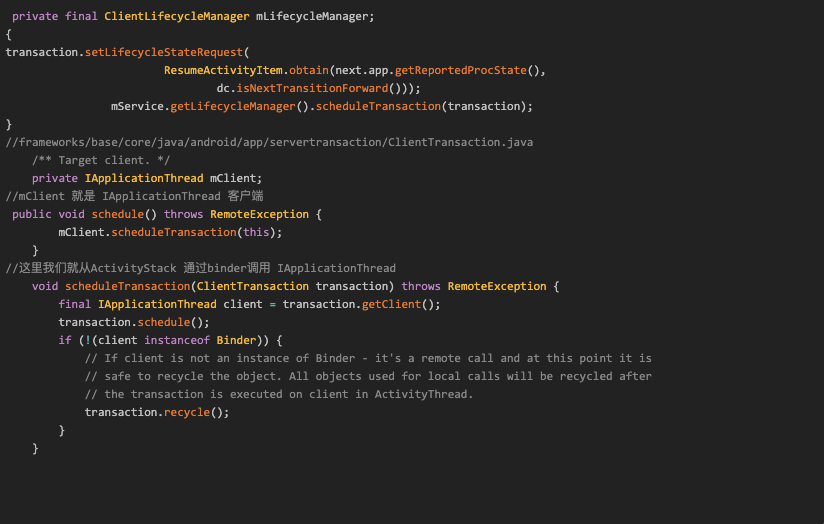 private final ClientLifecycleManager mLifecycleManager;
{
transaction.setLifecycleStateRequest(
ResumeActivityItem.obtain(next.app.getReportedProcState(),
dc.isNextTransitionForward()));
mService.getLifecycleManager().scheduleTransaction(transaction);
}
//frameworks/base/core/java/android/app/servertransaction/ClientTransaction.java
/** Target client. */
private IApplicationThread mClient;
//mClient 就是 IApplicationThread 客户端
public void schedule() throws RemoteException {
mClient.scheduleTransaction(this);
}
//这里我们就从ActivityStack 通过binder调用 IApplicationThread
void scheduleTransaction(ClientTransaction transaction) throws RemoteException {
final IApplicationThread client = transaction.getClient();
transaction.schedule();
if (!(client instanceof Binder)) {
// If client is not an instance of Binder - it's a remote call and at this point it is
// safe to recycle the object. All objects used for local calls will be recycled after
// the transaction is executed on client in ActivityThread.
transaction.recycle();
}
}